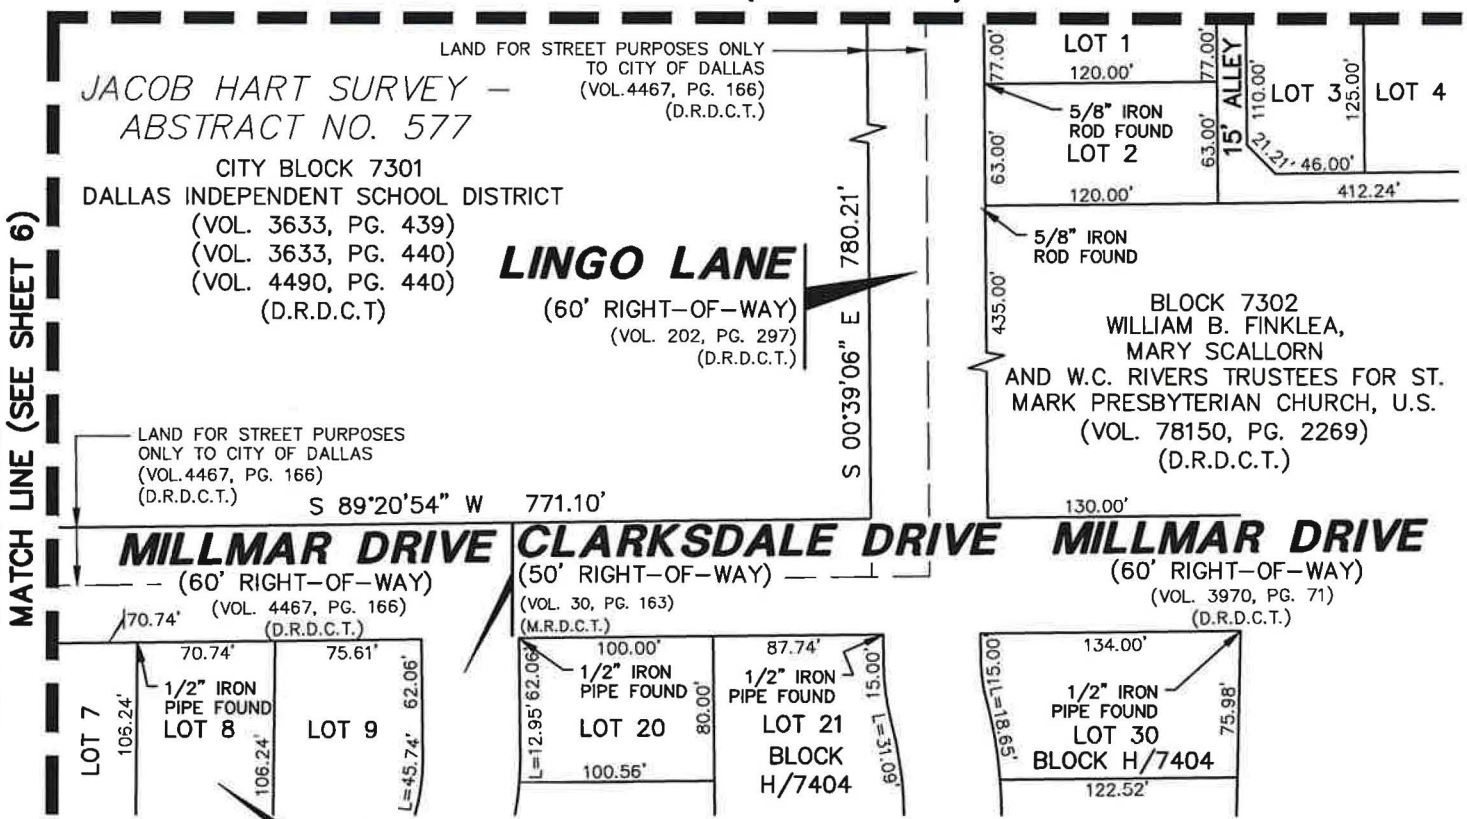 LAND FOR STREET PURPOSES ONLY
TO CITY OF DALLAS
(VOL.4467, PG. 166)
(D.R.D.C.T.)
JACOB HART SURVEY –
ABSTRACT NO. 577
CITY BLOCK 7301
DALLAS INDEPENDENT SCHOOL DISTRICT
(VOL. 3633, PG. 439)
(VOL. 3633, PG. 440)
(VOL. 4490, PG. 440)
(D.R.D.C.T)
MATCH LINE (SEE SHEET 6)
LINGO LANE
(60' RIGHT–OF–WAY)
(VOL. 202, PG. 297)
(D.R.D.C.T.)
S 00°39'06" E 780.21'
77.00'
LOT 1
120.00'
77.00'
5/8" IRON
ROD FOUND
LOT 2
63.00'
63.00'
120.00'
15' ALLEY
110.00'
LOT 3
125.00'
LOT 4
21.21'
46.00'
412.24'
5/8" IRON
ROD FOUND
435.00'
BLOCK 7302
WILLIAM B. FINKLEA,
MARY SCALLORN
AND W.C. RIVERS TRUSTEES FOR ST.
MARK PRESBYTERIAN CHURCH, U.S.
(VOL. 78150, PG. 2269)
(D.R.D.C.T.)
130.00'
LAND FOR STREET PURPOSES
ONLY TO CITY OF DALLAS
(VOL.4467, PG. 166)
(D.R.D.C.T.)
S 89°20'54" W 771.10'
MILLMAR DRIVE
(60' RIGHT–OF–WAY)
(VOL. 4467, PG. 166)
(D.R.D.C.T.)
CLARKSDALE DRIVE
(50' RIGHT–OF–WAY)
(VOL. 30, PG. 163)
(M.R.D.C.T.)
MILLMAR DRIVE
(60' RIGHT–OF–WAY)
(VOL. 3970, PG. 71)
(D.R.D.C.T.)
70.74'
70.74'
75.61'
1/2" IRON
PIPE FOUND
LOT 7
106.24'
LOT 8
106.24'
LOT 9
L=45.74' 62.06'
L=12.95' 62.06'
100.00'
1/2" IRON
PIPE FOUND
LOT 20
80.00'
100.56'
87.74'
1/2" IRON
PIPE FOUND
LOT 21
BLOCK
H/7404
15.00'
L=31.09'
115.00'
L=18.65'
134.00'
1/2" IRON
PIPE FOUND
LOT 30
BLOCK H/7404
75.98'
122.52'